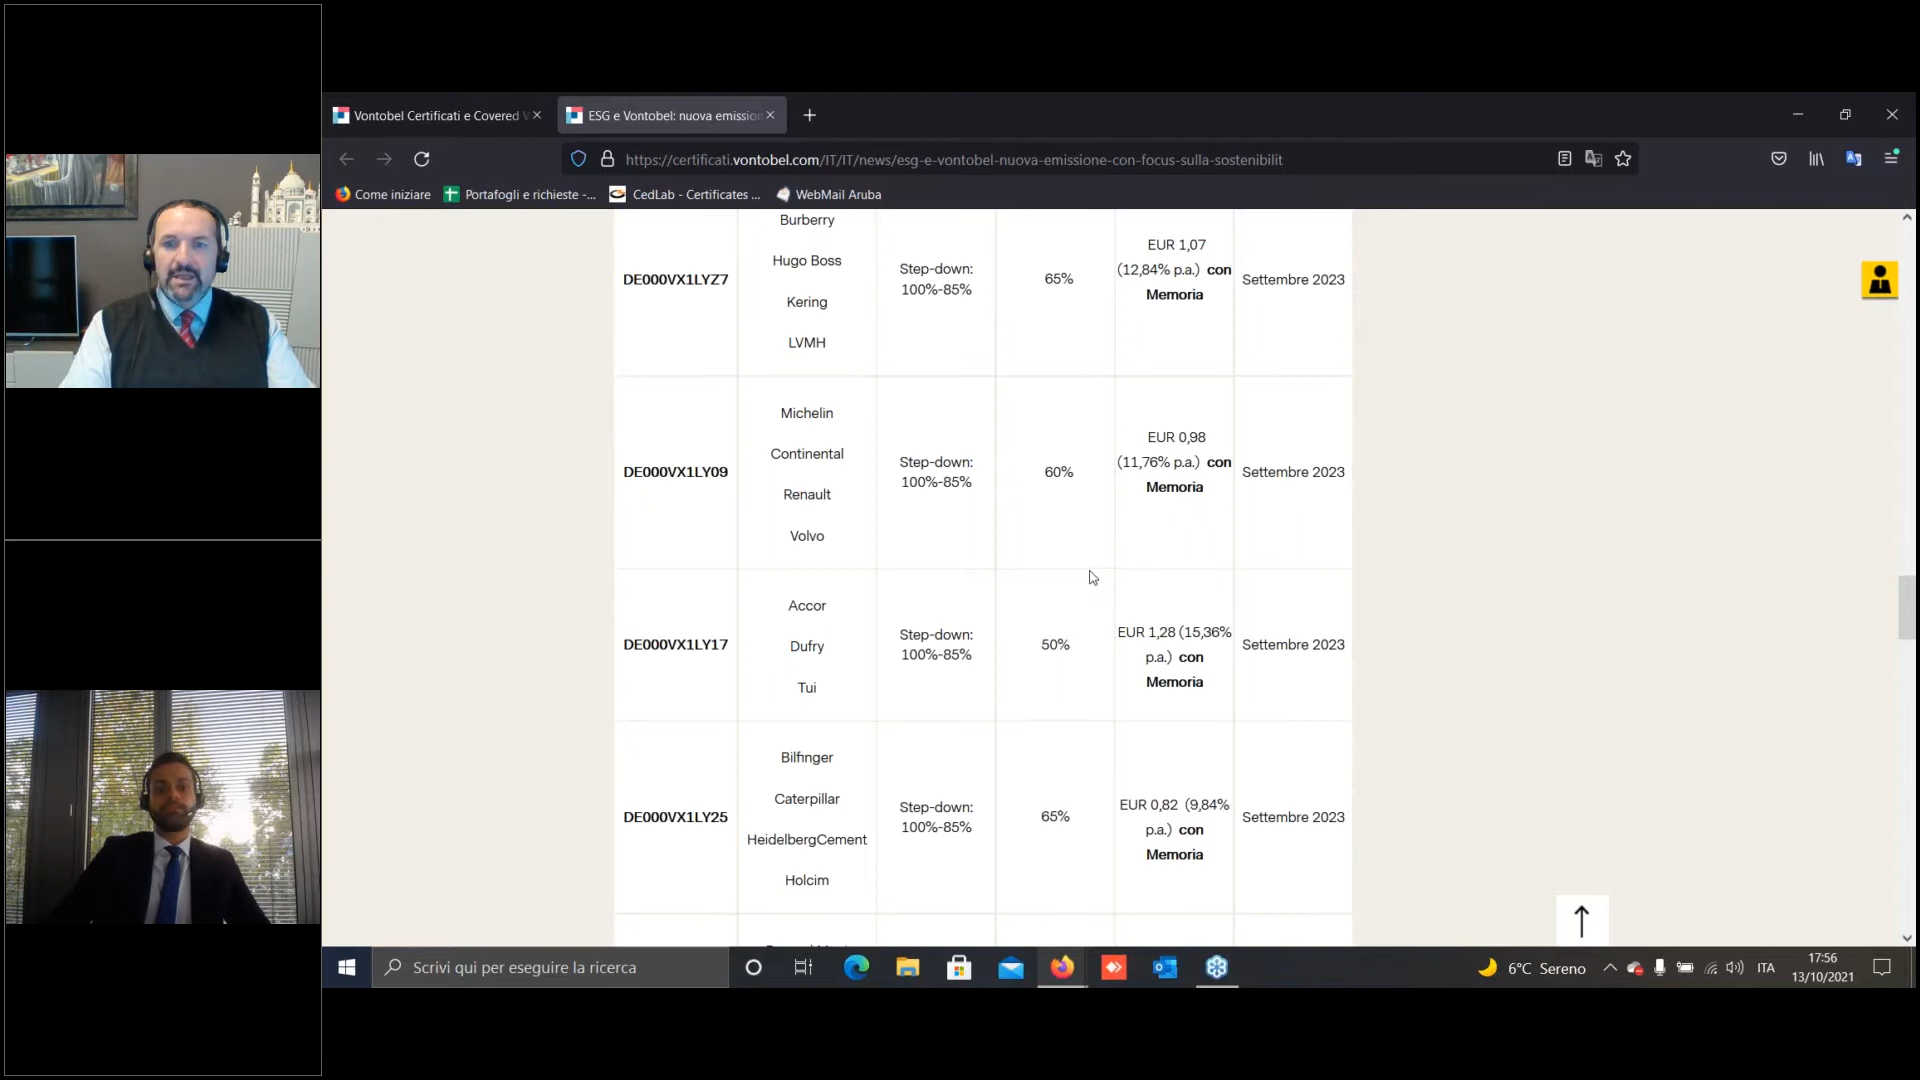 Vontobel Certificati e Covered
ESG e Vontobel: nuova emissio
https://certificati.vontobel.com/IT/IT/news/esg-e-vontobel-nuova-emissione-con-focus-sulla-sostenibilit
Come iniziare
Portafogli e richieste -...
CedLab - Certificates ...
WebMail Aruba
DE000VX1LYZ7
Burberry
Hugo Boss
Kering
LVMH
Step-down:
100%-85%
65%
EUR 1,07
(12,84% p.a.) con
Memoria
Settembre 2023
DE000VX1LY09
Michelin
Continental
Renault
Volvo
Step-down:
100%-85%
60%
EUR 0,98
(11,76% p.a.) con
Memoria
Settembre 2023
DE000VX1LY17
Accor
Dufry
Tui
Step-down:
100%-85%
50%
EUR 1,28 (15,36%
p.a.) con
Memoria
Settembre 2023
DE000VX1LY25
Bilfinger
Caterpillar
HeidelbergCement
Holcim
Step-down:
100%-85%
65%
EUR 0,82 (9,84%
p.a.) con
Memoria
Settembre 2023
Scrivi qui per eseguire la ricerca
6°C Sereno
ITA
17:56
13/10/2021